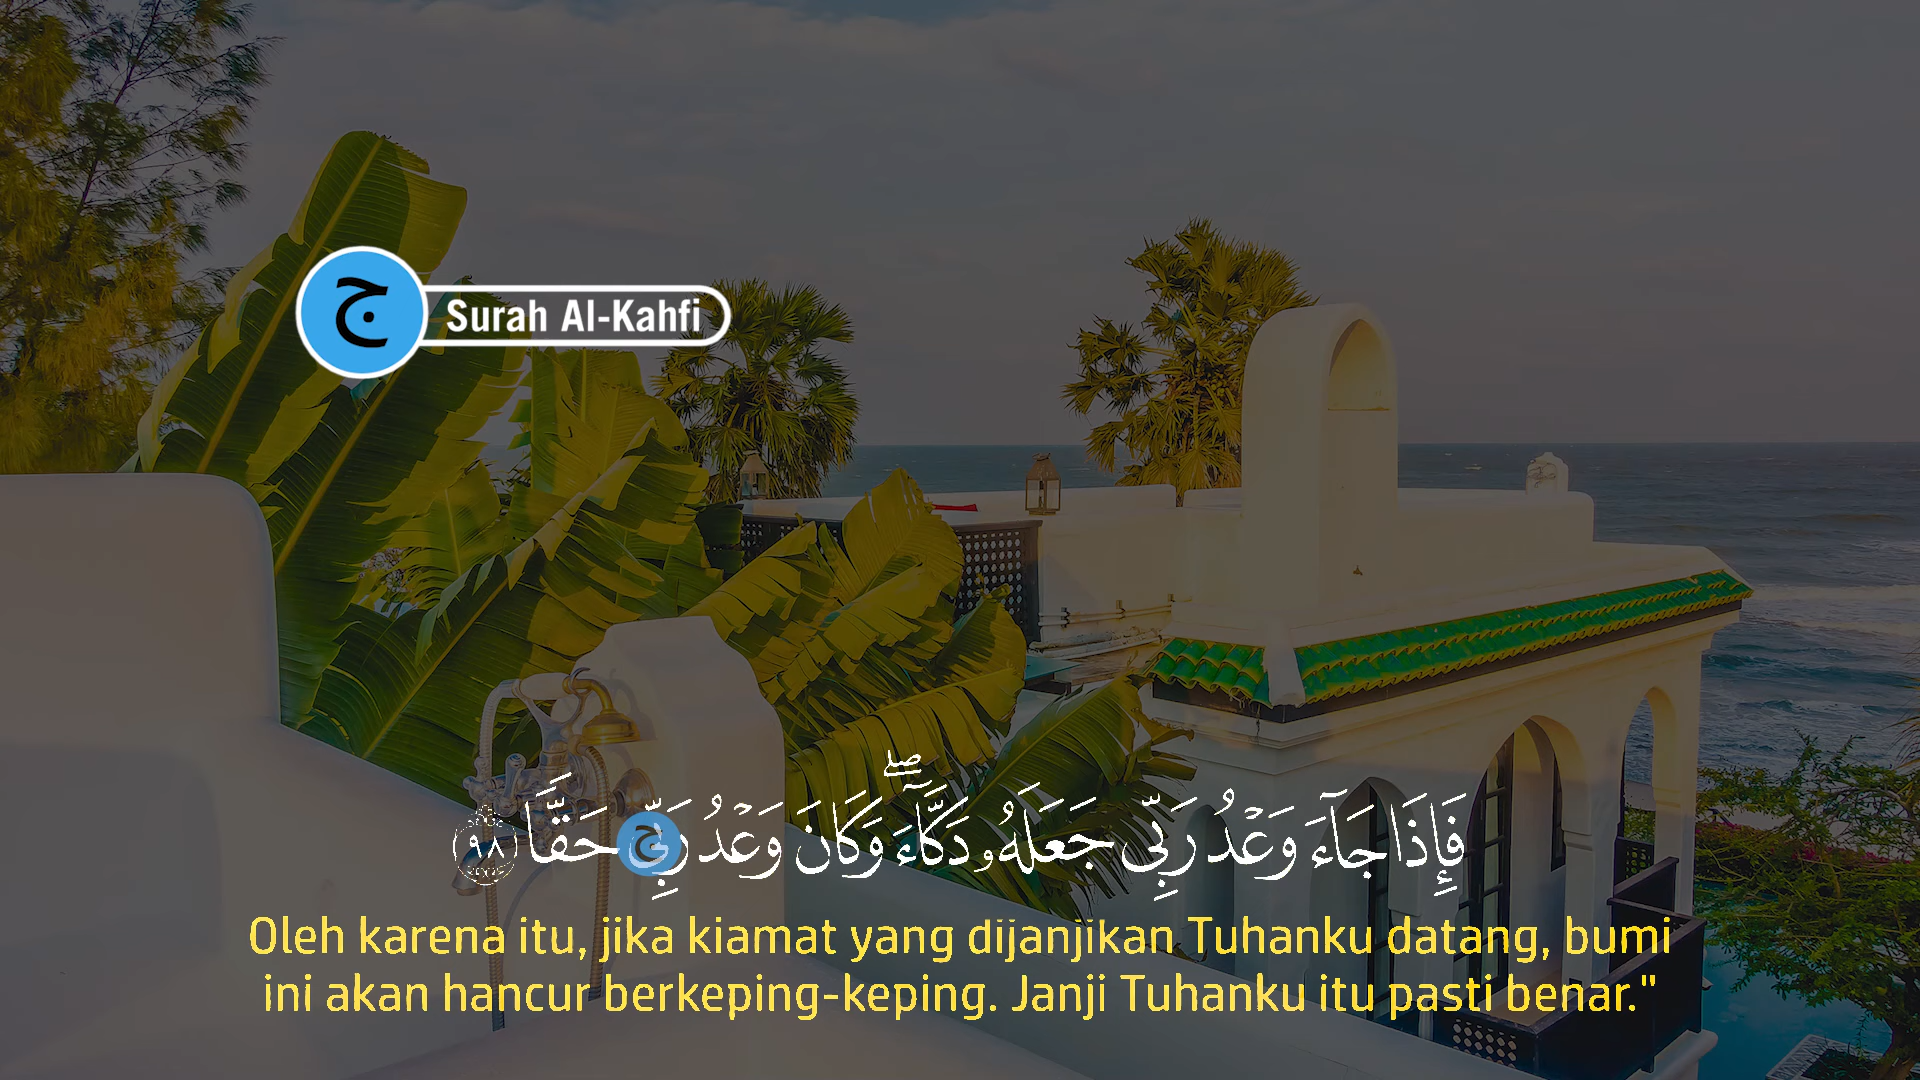 ج
Surah Al-Kahfi
فَإِذَا جَآءَ وَعْدُ رَبِّى جَعَلَهُۥ دَكَّآءَ ۖ وَكَانَ وَعْدُ رَبِّى حَقًّا ۝٩٨
ج
Oleh karena itu, jika kiamat yang dijanjikan Tuhanku datang, bumi
ini akan hancur berkeping-keping. Janji Tuhanku itu pasti benar."